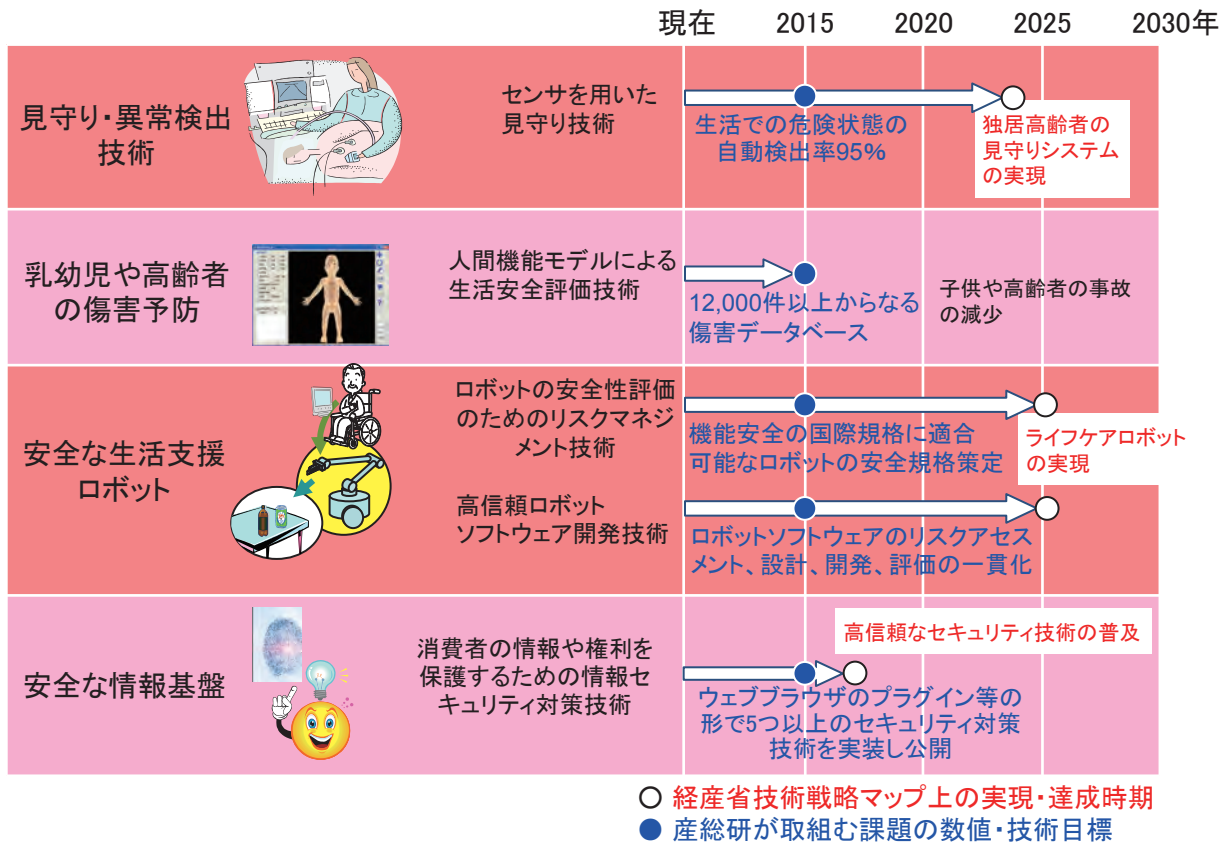 現在 2015 2020 2025 2030年
見守り・異常検出
技術
センサを用いた
見守り技術
生活での危険状態の
自動検出率95%
独居高齢者の
見守りシステム
の実現
乳幼児や高齢者
の傷害予防
人間機能モデルによる
生活安全評価技術
12,000件以上からなる
傷害データベース
子供や高齢者の事故
の減少
安全な生活支援
ロボット
ロボットの安全性評価
のためのリスクマネジ
メント技術
機能安全の国際規格に適合
可能なロボットの安全規格策定
ライフケアロボット
の実現
高信頼ロボット
ソフトウェア開発技術
ロボットソフトウェアのリスクアセス
メント、設計、開発、評価の一貫化
安全な情報基盤
消費者の情報や権利を
保護するための情報セ
キュリティ対策技術
高信頼なセキュリティ技術の普及
ウェブブラウザのプラグイン等の
形で5つ以上のセキュリティ対策
技術を実装し公開
経産省技術戦略マップ上の実現・達成時期
産総研が取組む課題の数値・技術目標